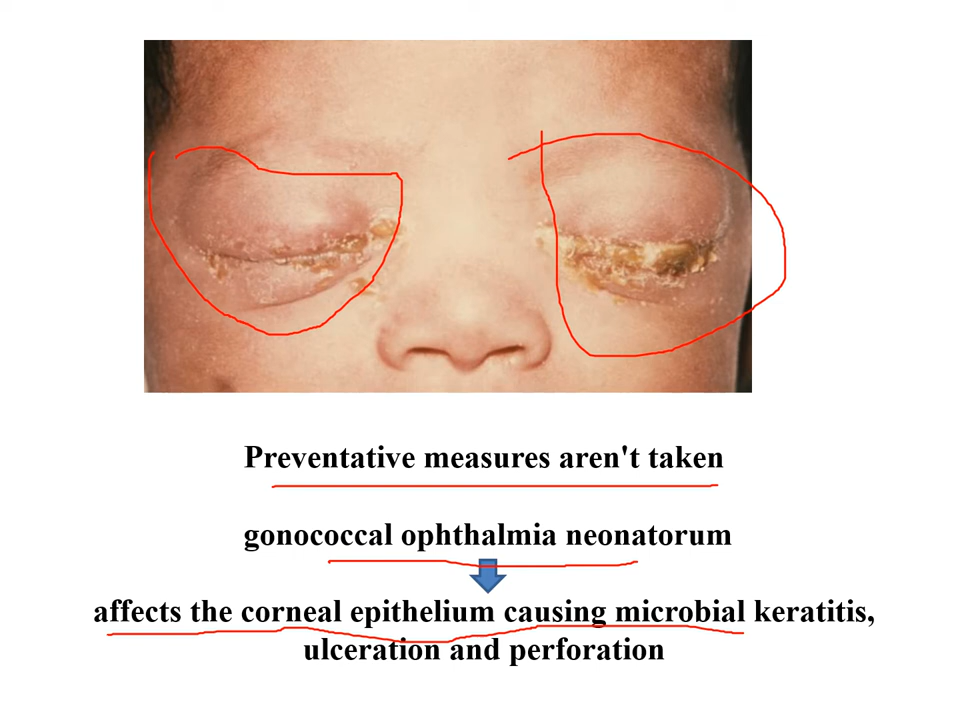 Preventative measures aren't taken
gonococcal ophthalmia neonatorum
affects the corneal epithelium causing microbial keratitis,
ulceration and perforation